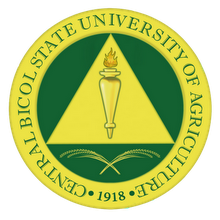 CENTRAL BICOL STATE UNIVERSITY OF AGRICULTURE
• 1918 •